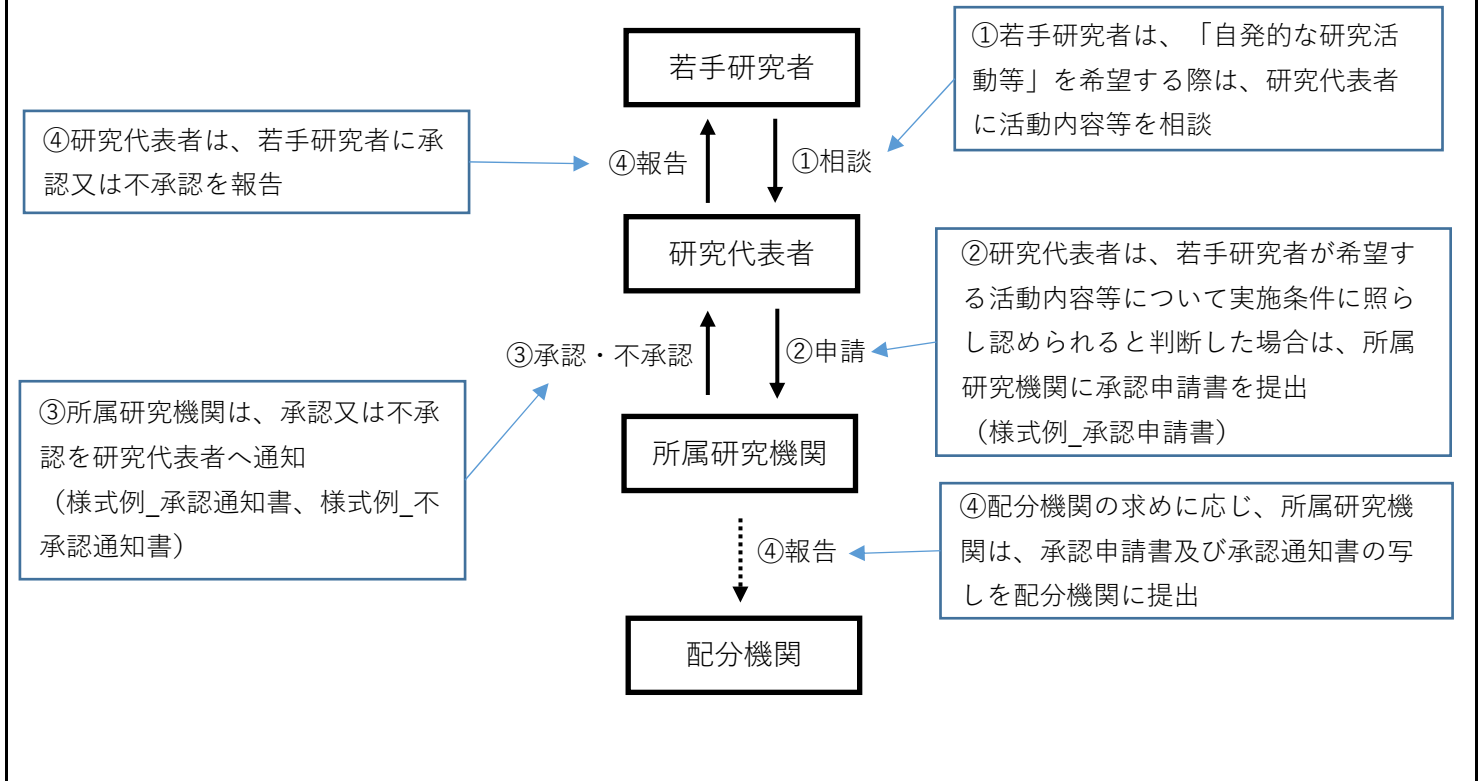 若手研究者
①若手研究者は、「自発的な研究活
動等」を希望する際は、研究代表者
に活動内容等を相談
④研究代表者は、若手研究者に承
認又は不承認を報告
④報告
①相談
研究代表者
②研究代表者は、若手研究者が希望す
る活動内容等について実施条件に照ら
し認められると判断した場合は、所属
研究機関に承認申請書を提出
（様式例_承認申請書）
③承認・不承認
②申請
③所属研究機関は、承認又は不承
認を研究代表者へ通知
（様式例_承認通知書、様式例_不
承認通知書）
所属研究機関
④配分機関の求めに応じ、所属研究機
関は、承認申請書及び承認通知書の写
しを配分機関に提出
④報告
配分機関